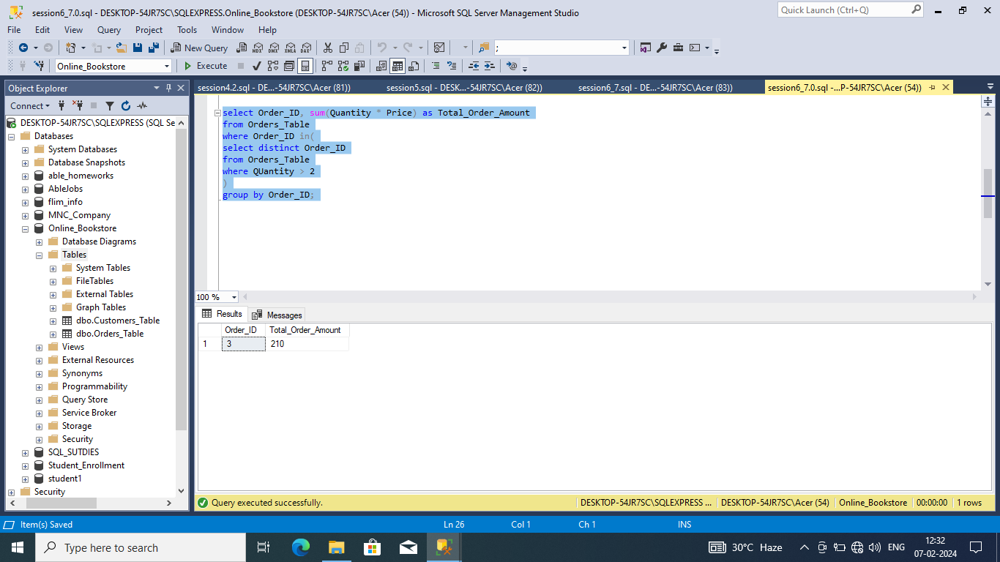 session6_7.0.sql - DESKTOP-54JR7SC\SQLEXPRESS.Online_Bookstore (DESKTOP-54JR7SC\Acer (54)) - Microsoft SQL Server Management Studio
Quick Launch (Ctrl+Q)
File Edit View Query Project Tools Window Help
New Query MDX DMX XMLA DAX ;
Online_Bookstore Execute
Object Explorer
Connect
DESKTOP-54JR7SC\SQLEXPRESS (SQL Se
Databases
System Databases
Database Snapshots
able_homeworks
AbleJobs
flim_info
MNC_Company
Online_Bookstore
Database Diagrams
Tables
System Tables
FileTables
External Tables
Graph Tables
dbo.Customers_Table
dbo.Orders_Table
Views
External Resources
Synonyms
Programmability
Query Store
Service Broker
Storage
Security
SQL_SUTDIES
Student_Enrollment
student1
Security
session4.2.sql - DE...-54JR7SC\Acer (81)) session5.sql - DESK...-54JR7SC\Acer (82)) session6_7.sql - DE...-54JR7SC\Acer (83)) session6_7.0.sql -...P-54JR7SC\Acer (54))
select Order_ID, sum(Quantity * Price) as Total_Order_Amount
from Orders_Table
where Order_ID in(
select distinct Order_ID
from Orders_Table
where QUantity > 2
)
group by Order_ID;
100 %
Results Messages
Order_ID Total_Order_Amount
1 3 210
Query executed successfully. DESKTOP-54JR7SC\SQLEXPRESS ... DESKTOP-54JR7SC\Acer (54) Online_Bookstore 00:00:00 1 rows
Item(s) Saved Ln 26 Col 1 Ch 1 INS
Type here to search 30°C Haze ENG 12:32
07-02-2024